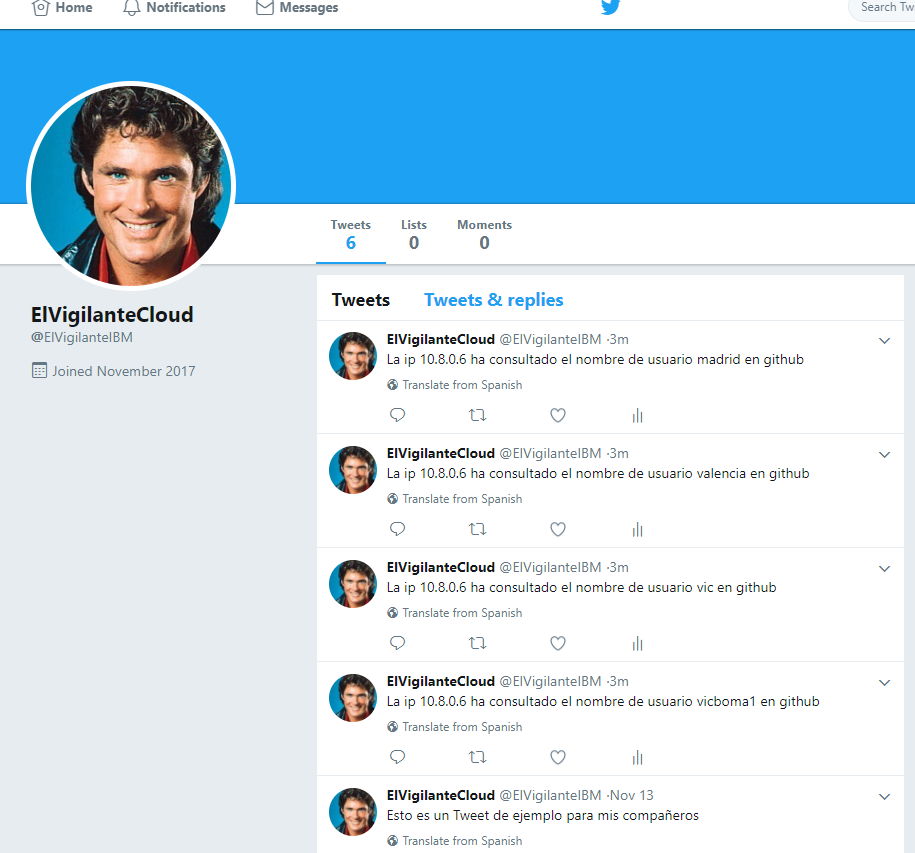 Home Notifications Messages Search Tw
Tweets Lists Moments
6 0 0
ElVigilanteCloud
@ElVigilanteIBM
Joined November 2017
Tweets Tweets & replies
ElVigilanteCloud @ElVigilanteIBM ·3m
La ip 10.8.0.6 ha consultado el nombre de usuario madrid en github
Translate from Spanish
ElVigilanteCloud @ElVigilanteIBM ·3m
La ip 10.8.0.6 ha consultado el nombre de usuario valencia en github
Translate from Spanish
ElVigilanteCloud @ElVigilanteIBM ·3m
La ip 10.8.0.6 ha consultado el nombre de usuario vic en github
Translate from Spanish
ElVigilanteCloud @ElVigilanteIBM ·3m
La ip 10.8.0.6 ha consultado el nombre de usuario vicboma1 en github
Translate from Spanish
ElVigilanteCloud @ElVigilanteIBM ·Nov 13
Esto es un Tweet de ejemplo para mis compañeros
Translate from Spanish